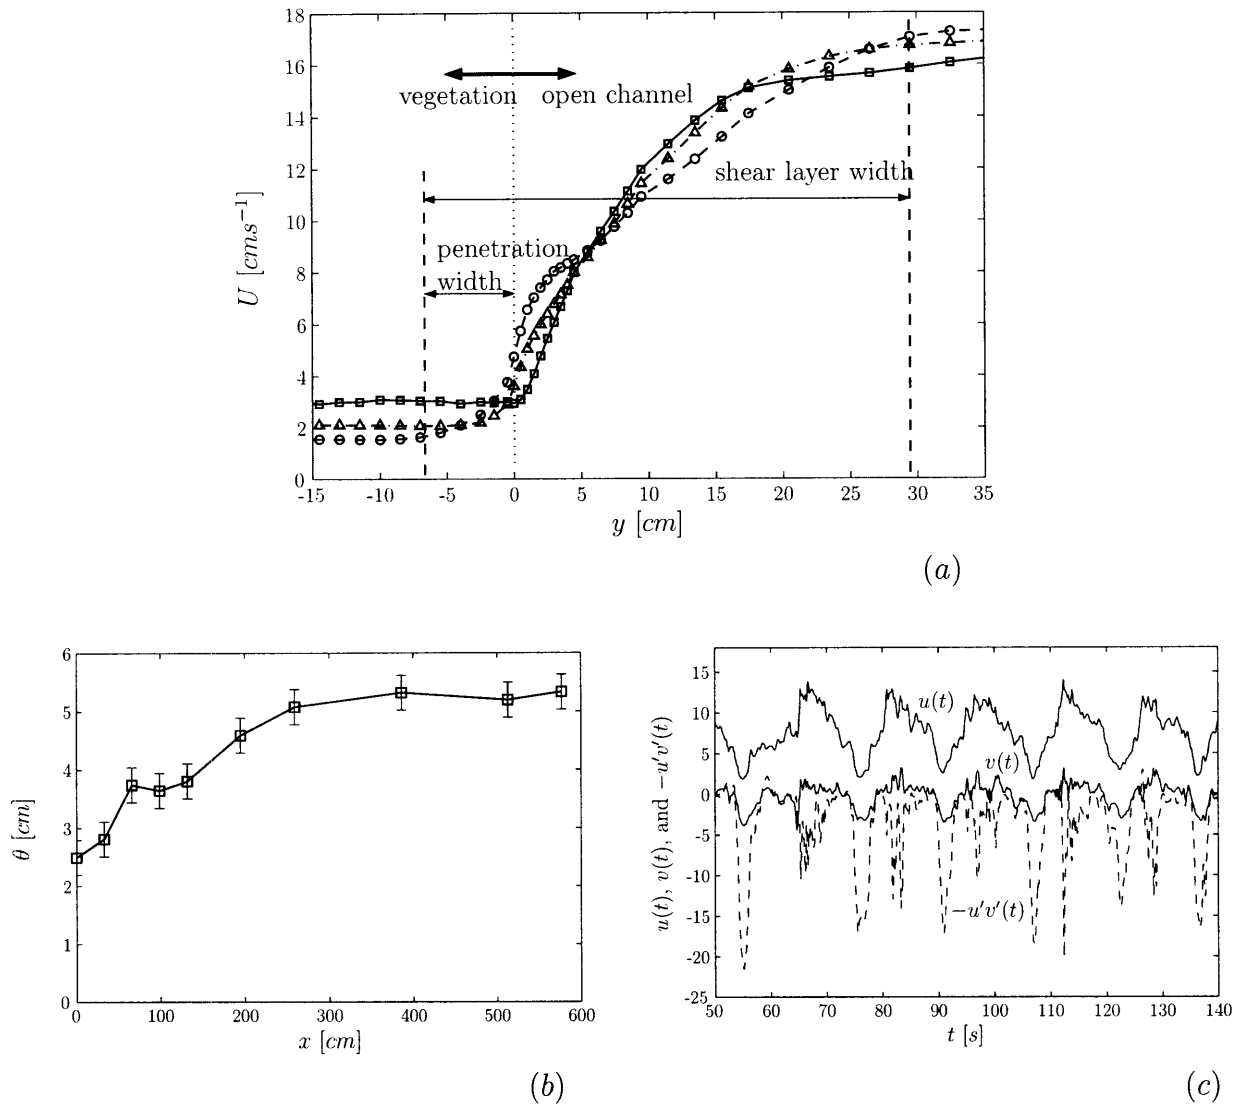 18
16
14
12
10
8
6
4
2
0
U [cms⁻¹]
vegetation open channel
shear layer width
penetration
width
-15 -10 -5 0 5 10 15 20 25 30 35
y [cm]
(a)
6
5
4
3
2
1
0
θ [cm]
0 100 200 300 400 500 600
x [cm]
(b)
15
10
5
0
-5
-10
-15
-20
-25
u(t), v(t), and −u′v′(t)
u(t)
v(t)
−u′v′(t)
50 60 70 80 90 100 110 120 130 140
t [s]
(c)